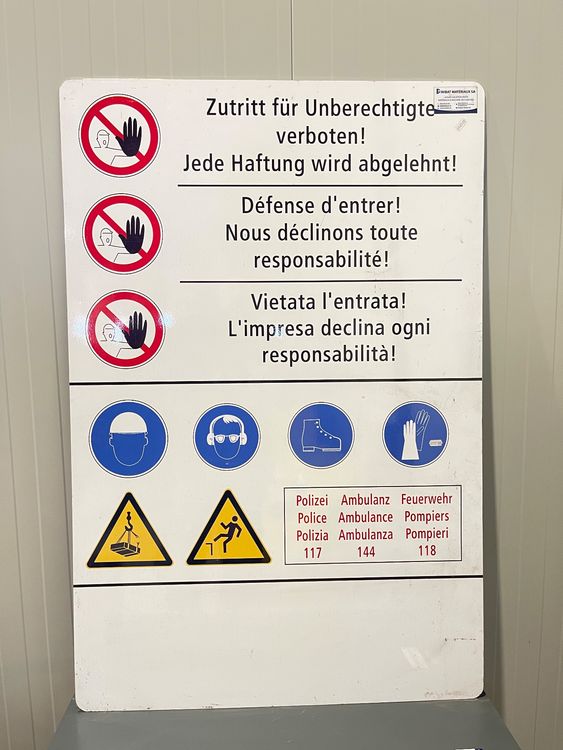 Zutritt für Unberechtigte
verboten!
Jede Haftung wird abgelehnt!
Défense d'entrer!
Nous déclinons toute
responsabilité!
Vietata l'entrata!
L'impresa declina ogni
responsabilità!
Polizei Ambulanz Feuerwehr
Police Ambulance Pompiers
Polizia Ambulanza Pompieri
117 144 118